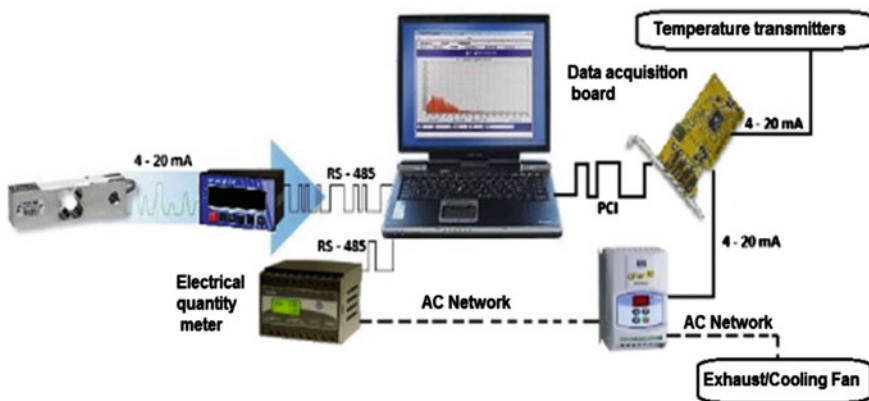 Temperature transmitters
Data acquisition
board
4 - 20 mA
4 - 20 mA
RS - 485
PCI
RS - 485
4 - 20 mA
Electrical
quantity
meter
AC Network
AC Network
Exhaust/Cooling Fan